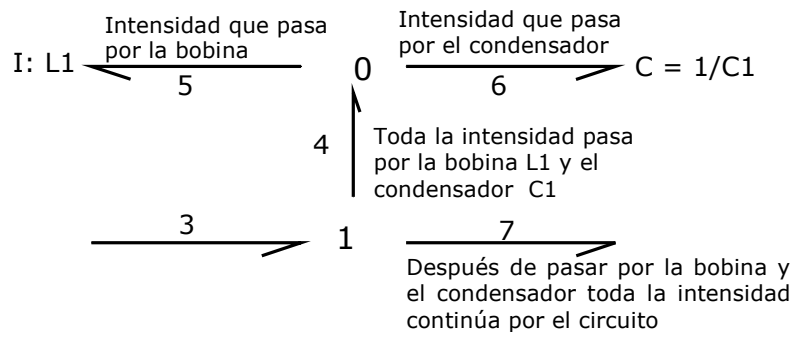 Intensidad que pasa
por la bobina
Intensidad que pasa
por el condensador
I: L1
5
0
6
C = 1/C1
4
Toda la intensidad pasa
por la bobina L1 y el
condensador C1
3
1
7
Después de pasar por la bobina y
el condensador toda la intensidad
continúa por el circuito